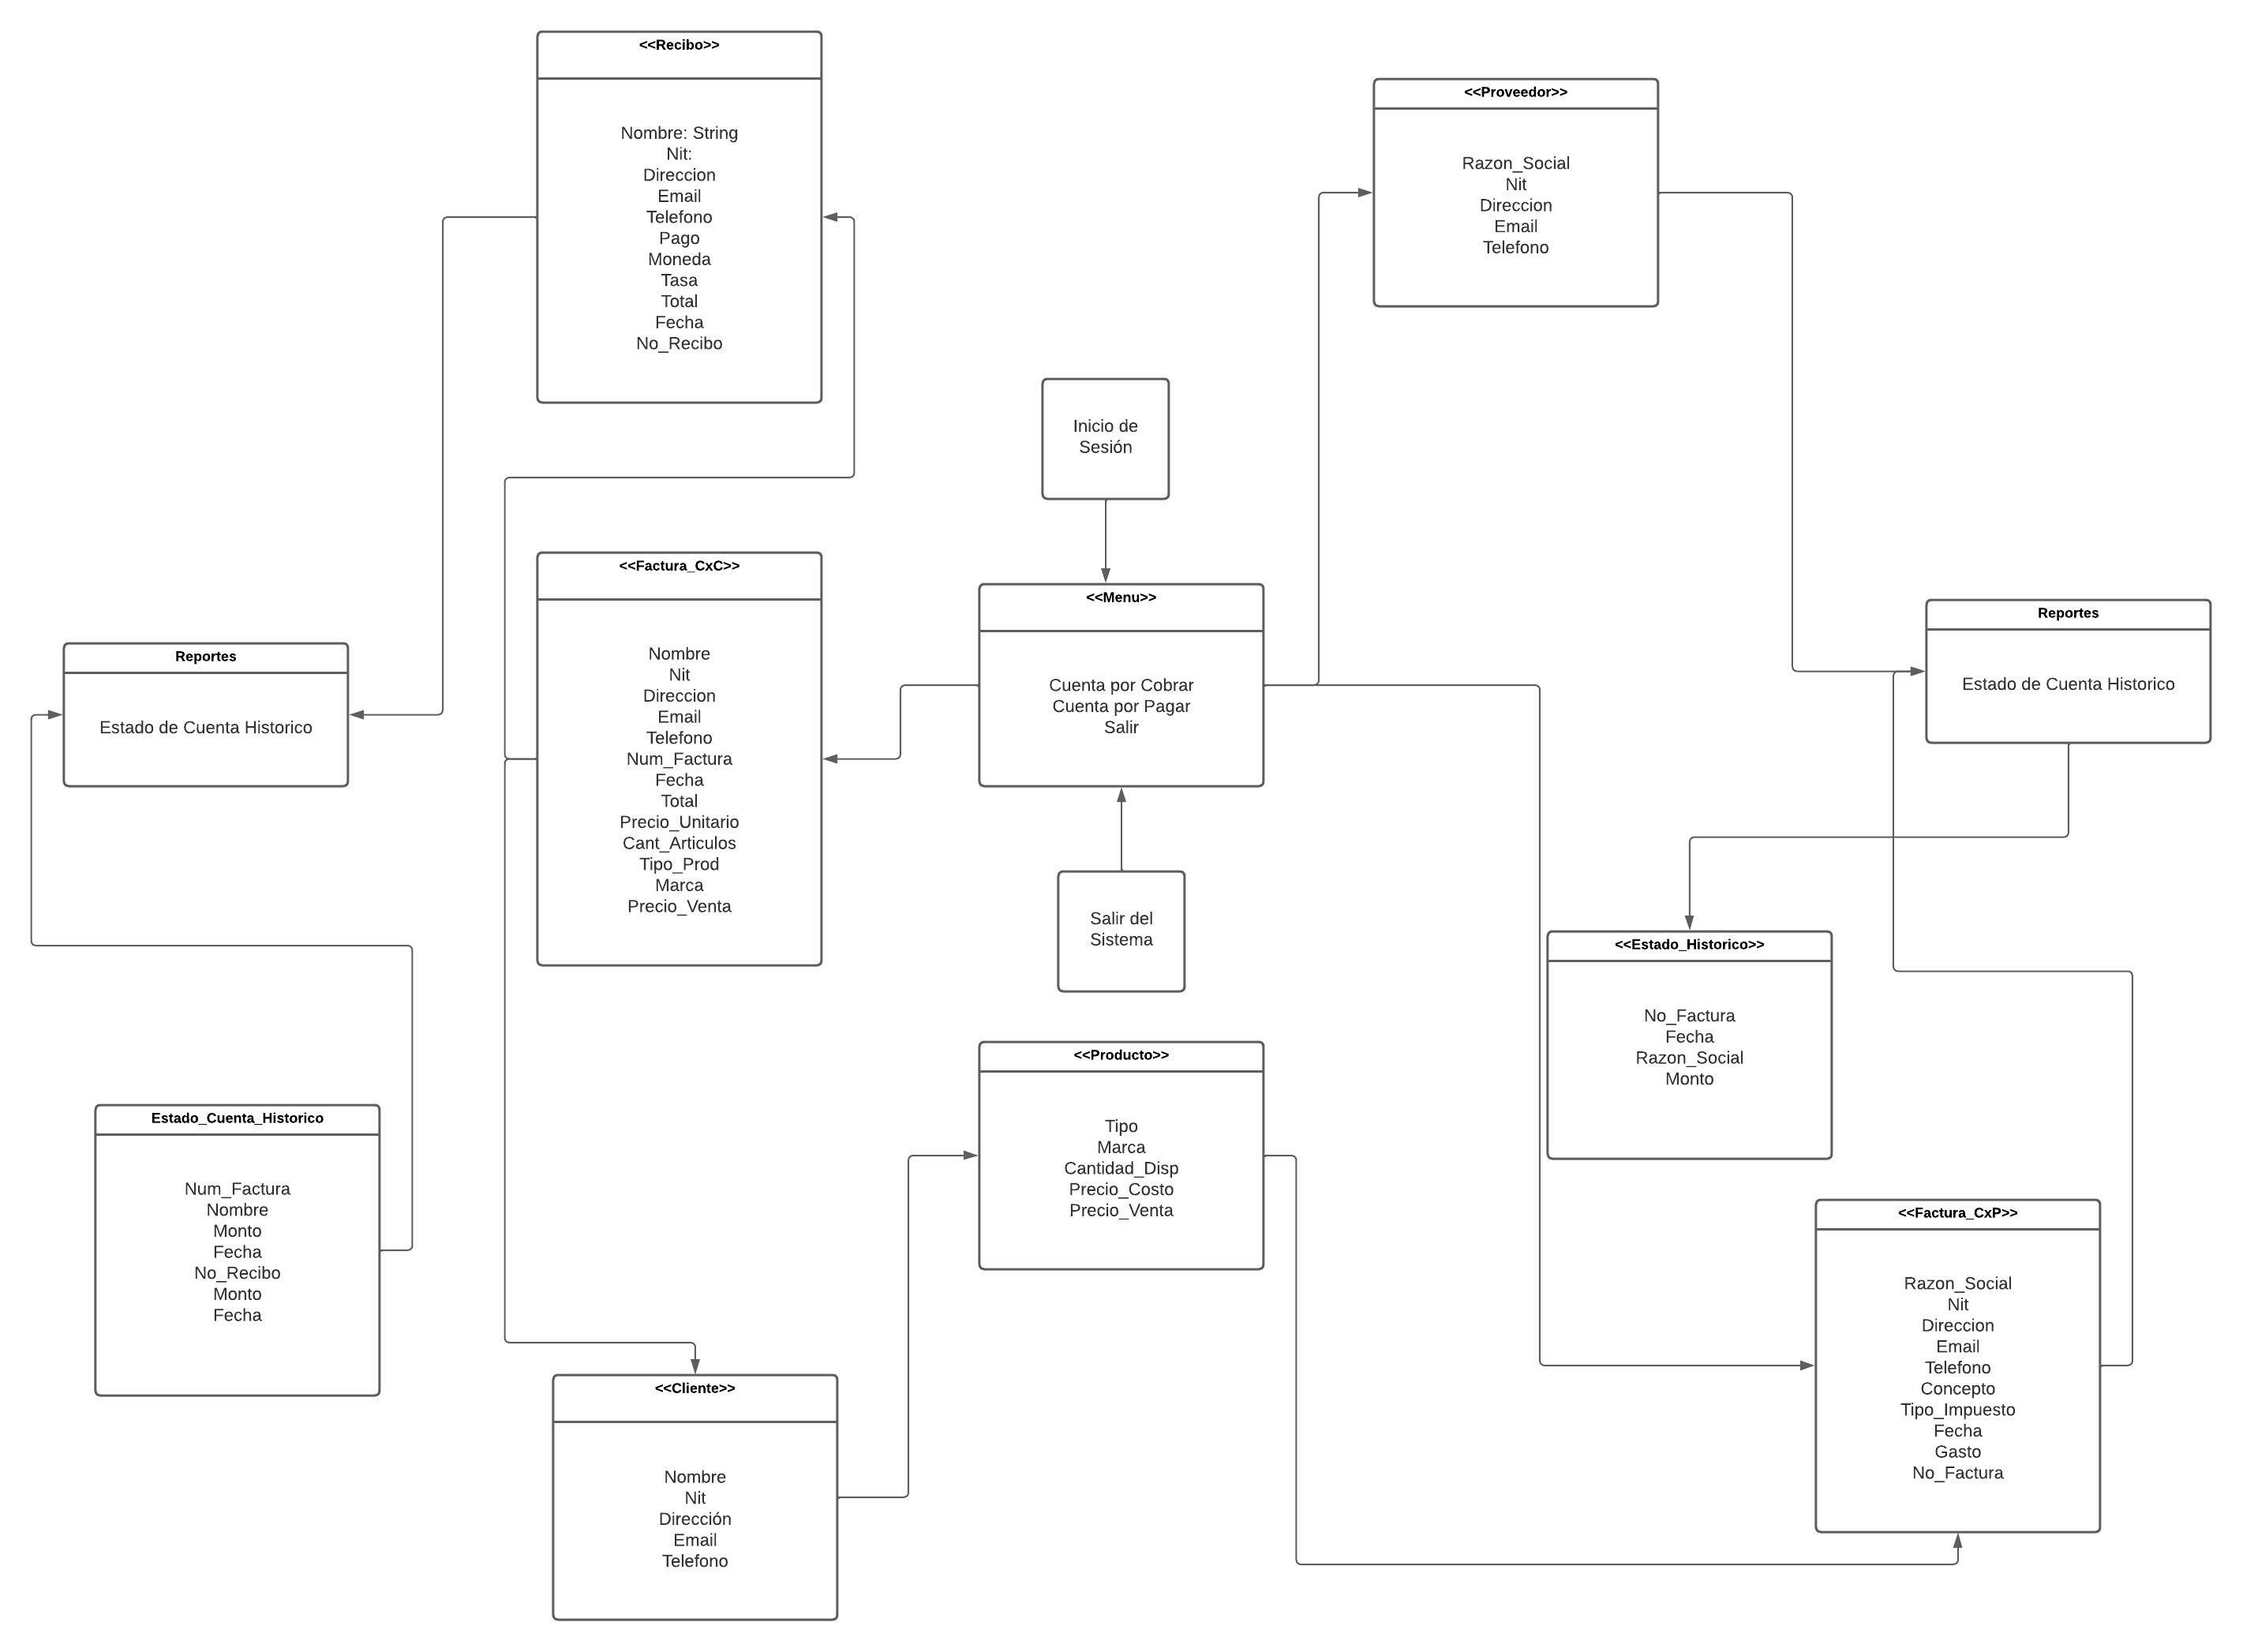 <<Recibo>>
Nombre: String
Nit:
Direccion
Email
Telefono
Pago
Moneda
Tasa
Total
Fecha
No_Recibo
<<Proveedor>>
Razon_Social
Nit
Direccion
Email
Telefono
Inicio de
Sesión
<<Factura_CxC>>
Nombre
Nit
Direccion
Email
Telefono
Num_Factura
Fecha
Total
Precio_Unitario
Cant_Articulos
Tipo_Prod
Marca
Precio_Venta
<<Menu>>
Cuenta por Cobrar
Cuenta por Pagar
Salir
Reportes
Estado de Cuenta Historico
Reportes
Estado de Cuenta Historico
Salir del
Sistema
<<Estado_Historico>>
No_Factura
Fecha
Razon_Social
Monto
<<Producto>>
Tipo
Marca
Cantidad_Disp
Precio_Costo
Precio_Venta
Estado_Cuenta_Historico
Num_Factura
Nombre
Monto
Fecha
No_Recibo
Monto
Fecha
<<Factura_CxP>>
Razon_Social
Nit
Direccion
Email
Telefono
Concepto
Tipo_Impuesto
Fecha
Gasto
No_Factura
<<Cliente>>
Nombre
Nit
Dirección
Email
Telefono